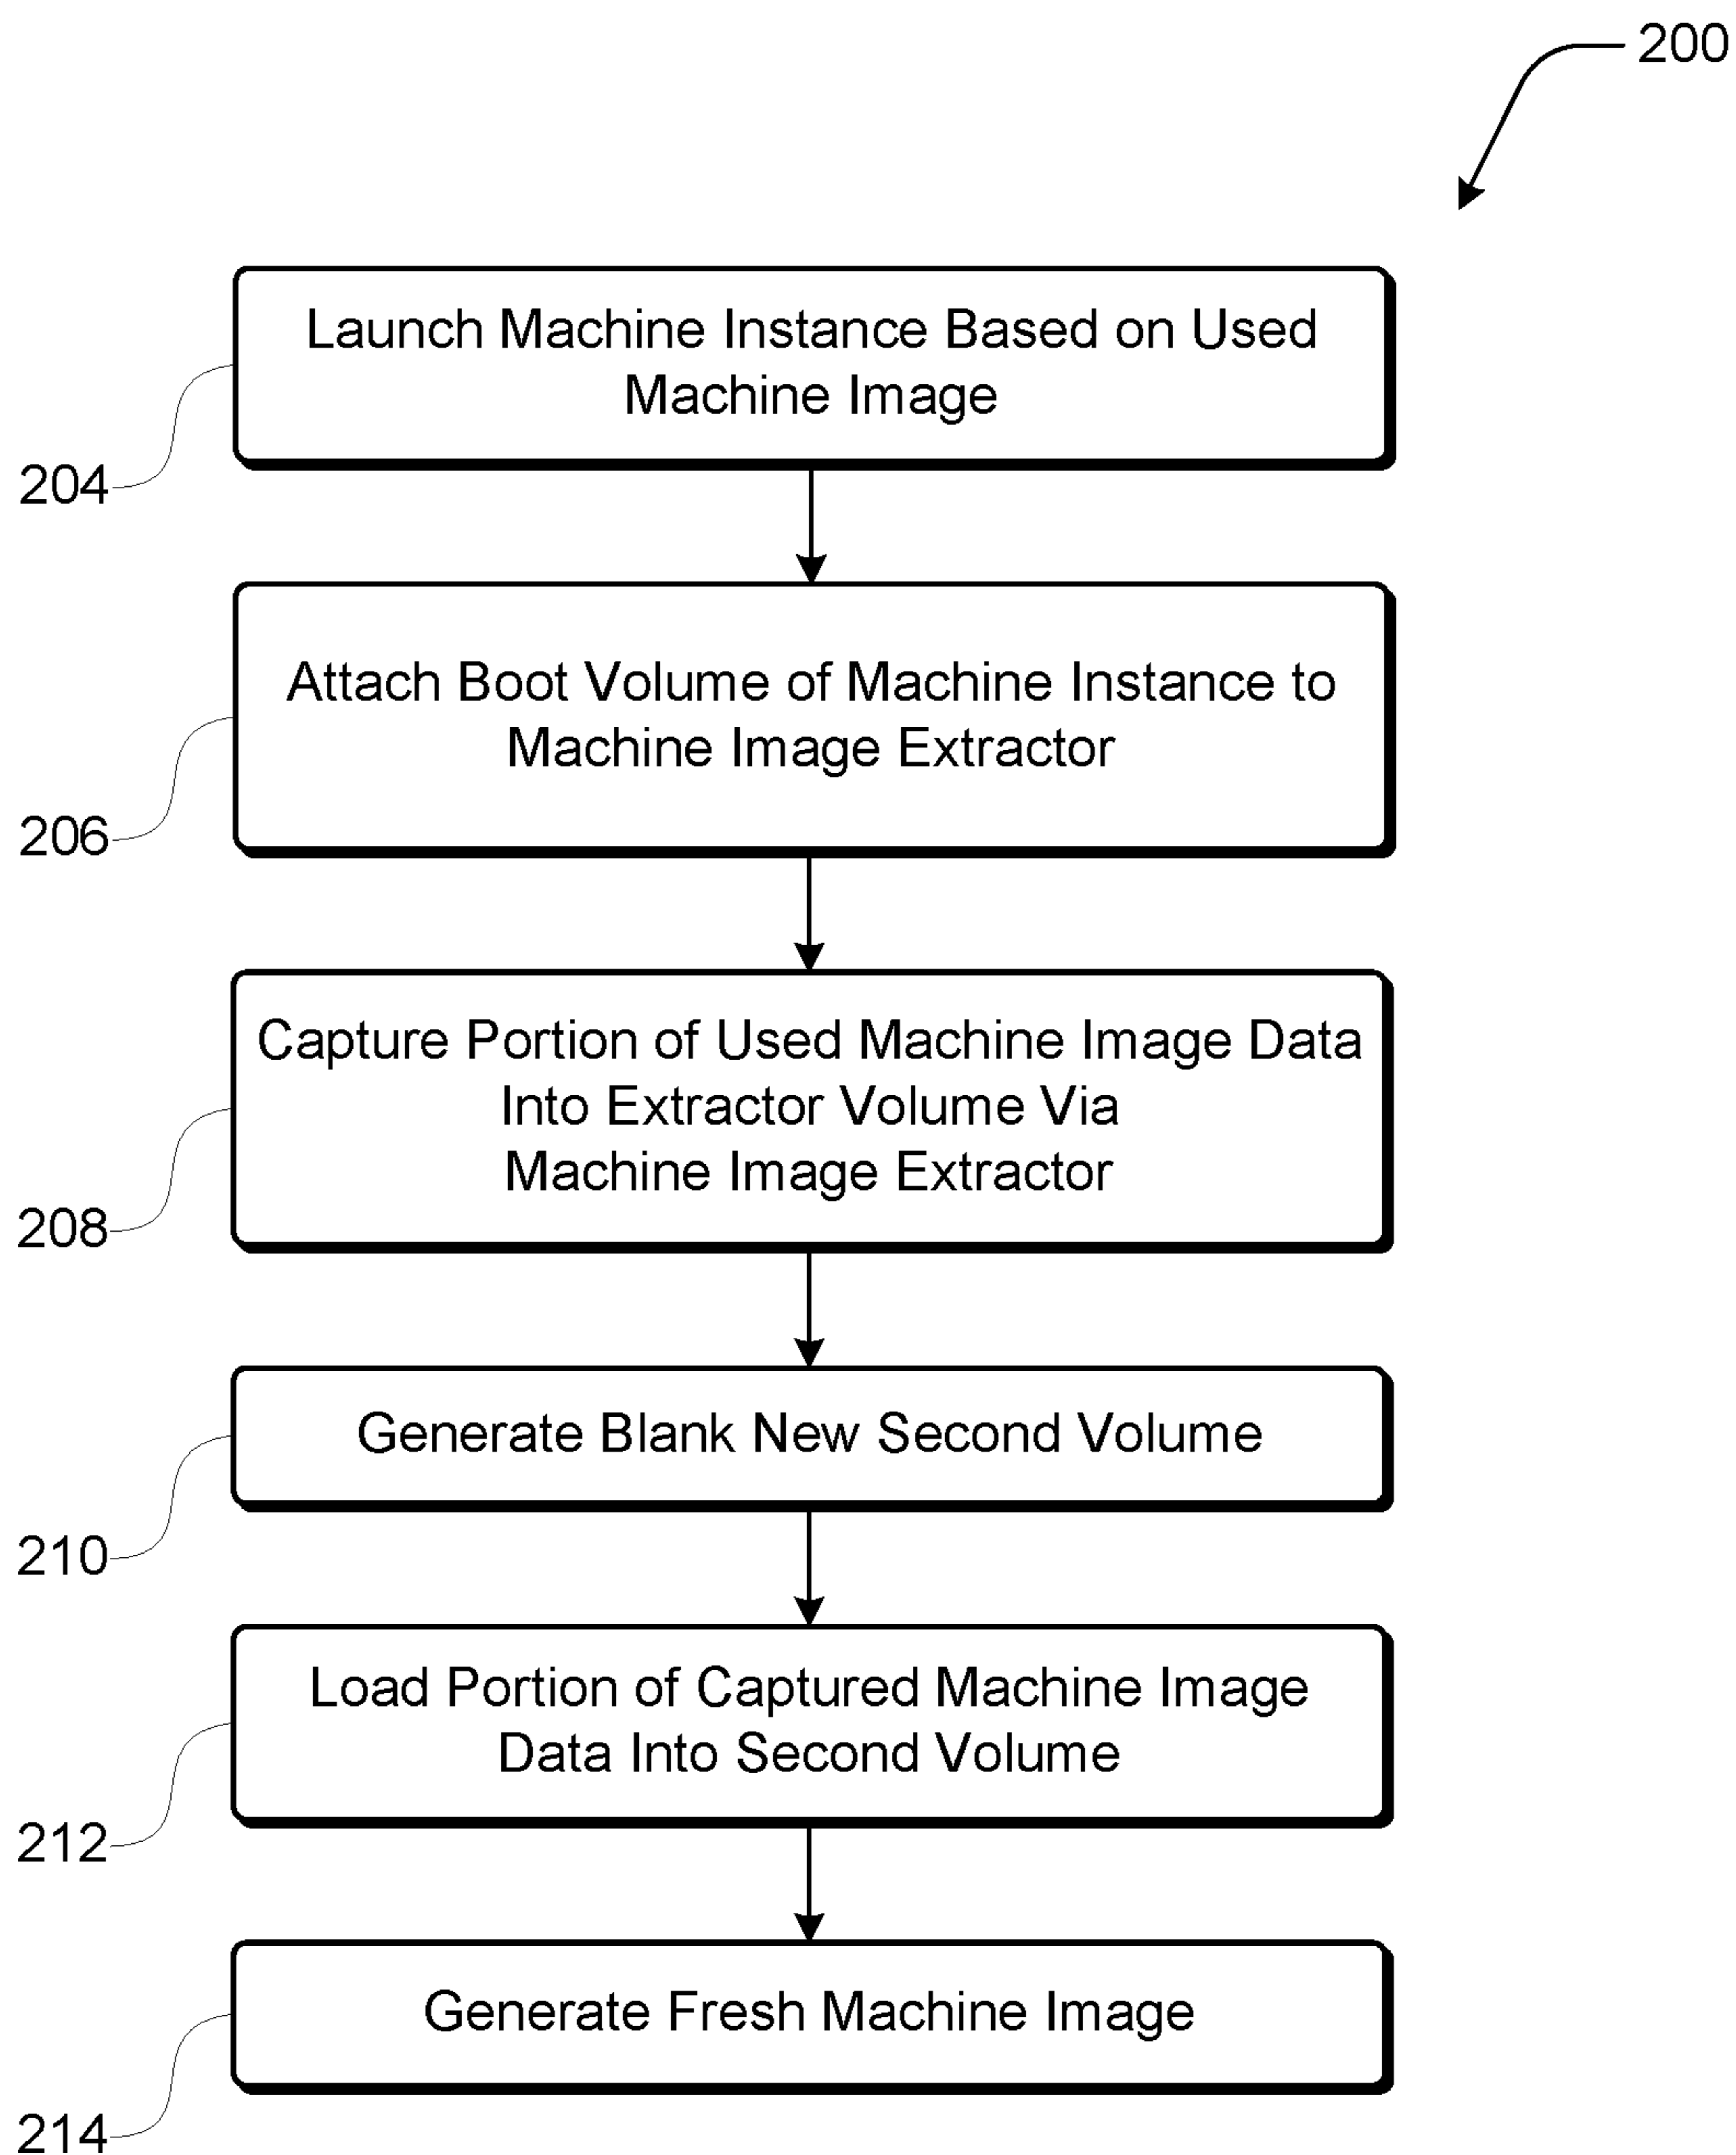 200
Launch Machine Instance Based on Used
Machine Image
204
Attach Boot Volume of Machine Instance to
Machine Image Extractor
206
Capture Portion of Used Machine Image Data
Into Extractor Volume Via
Machine Image Extractor
208
Generate Blank New Second Volume
210
Load Portion of Captured Machine Image
Data Into Second Volume
212
Generate Fresh Machine Image
214